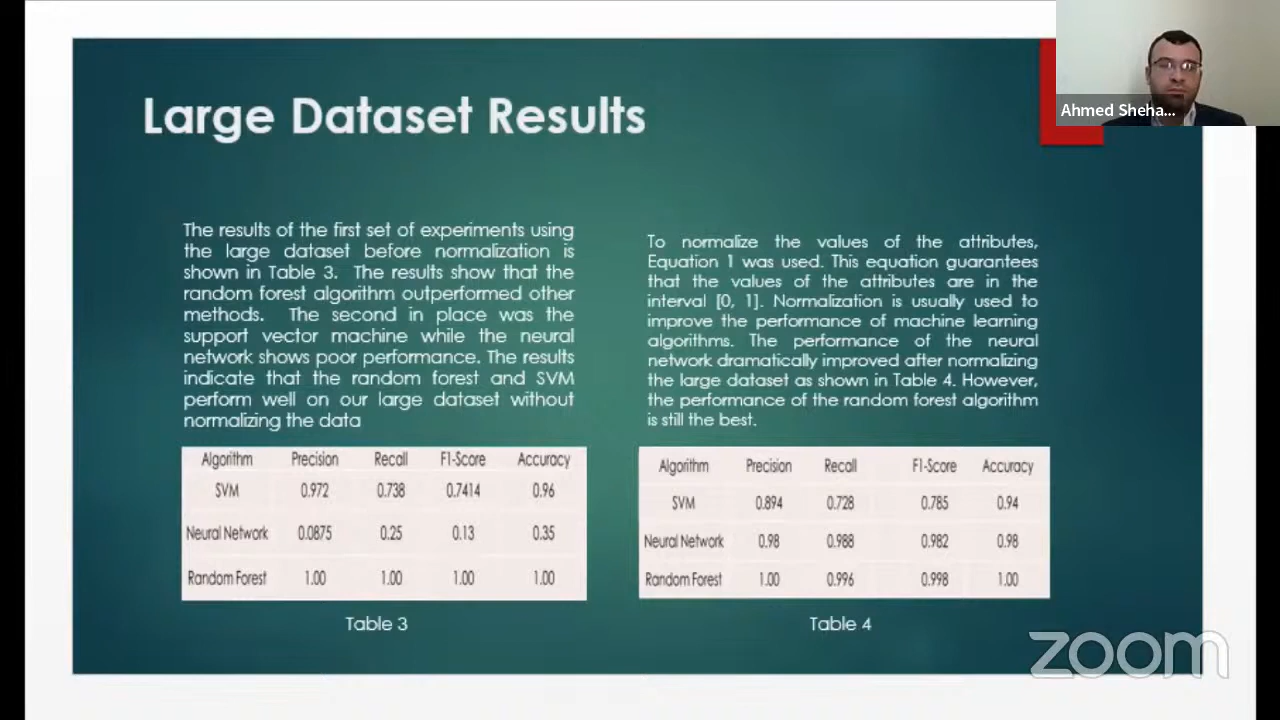 Large Dataset Results
Ahmed Sheha...
The results of the first set of experiments using
the large dataset before normalization is
shown in Table 3. The results show that the
random forest algorithm outperformed other
methods. The second in place was the
support vector machine while the neural
network shows poor performance. The results
indicate that the random forest and SVM
perform well on our large dataset without
normalizing the data
Algorithm Precision Recall F1-Score Accuracy
SVM 0.972 0.738 0.7414 0.96
Neural Network 0.0875 0.25 0.13 0.35
Random Forest 1.00 1.00 1.00 1.00
Table 3
To normalize the values of the attributes,
Equation 1 was used. This equation guarantees
that the values of the attributes are in the
interval [0, 1]. Normalization is usually used to
improve the performance of machine learning
algorithms. The performance of the neural
network dramatically improved after normalizing
the large dataset as shown in Table 4. However,
the performance of the random forest algorithm
is still the best.
Algorithm Precision Recall F1-Score Accuracy
SVM 0.894 0.728 0.785 0.94
Neural Network 0.98 0.988 0.982 0.98
Random Forest 1.00 0.996 0.998 1.00
Table 4
zoom